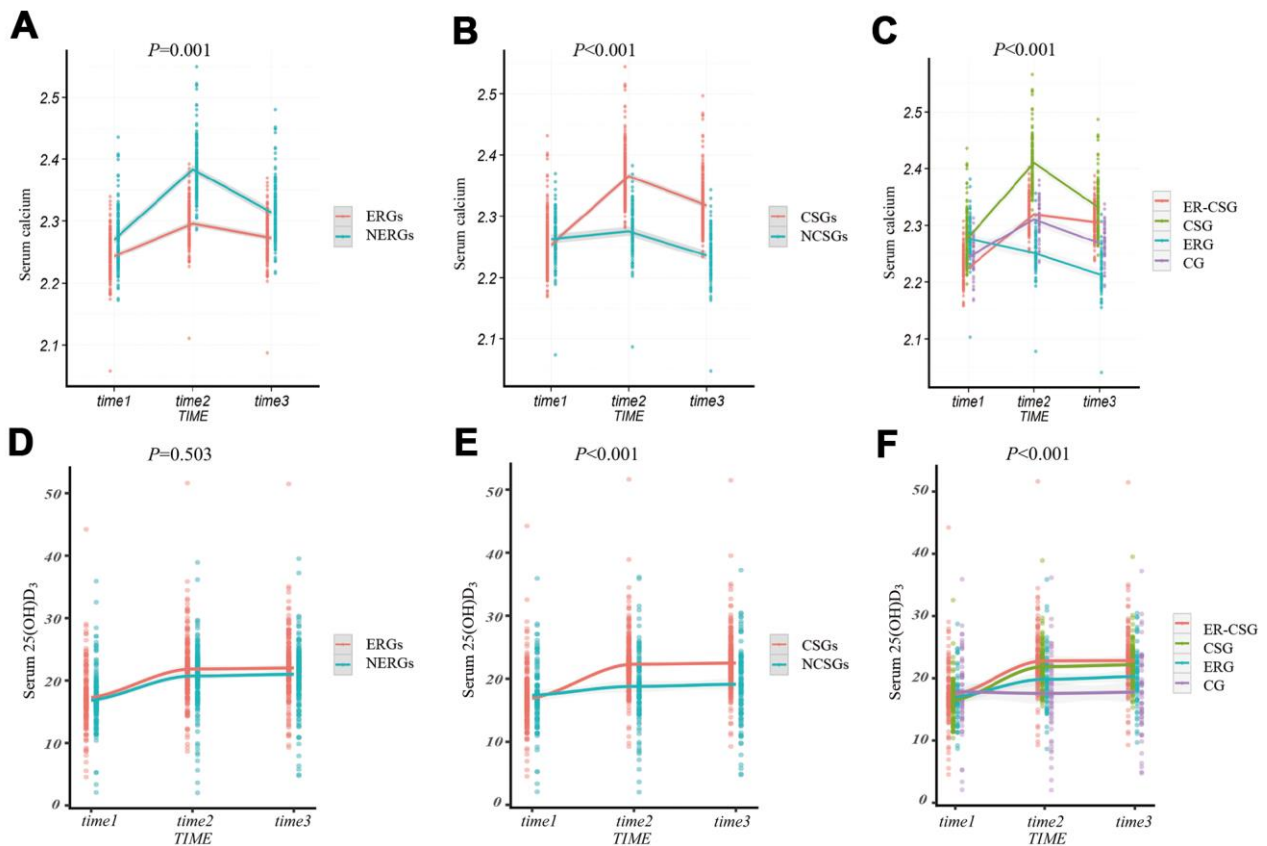 A
P=0.001
Serum calcium
2.5
2.4
2.3
2.2
2.1
time1
time2
time3
TIME
ERGs
NERGs
B
P<0.001
Serum calcium
2.5
2.4
2.3
2.2
2.1
time1
time2
time3
TIME
CSGs
NCSGs
C
P<0.001
Serum calcium
2.5
2.4
2.3
2.2
2.1
time1
time2
time3
TIME
ER-CSG
CSG
ERG
CG
D
P=0.503
Serum 25(OH)D₃
50
40
30
20
10
0
time1
time2
time3
TIME
ERGs
NERGs
E
P<0.001
Serum 25(OH)D₃
50
40
30
20
10
0
time1
time2
time3
TIME
CSGs
NCSGs
F
P<0.001
Serum 25(OH)D₃
50
40
30
20
10
0
time1
time2
time3
TIME
ER-CSG
CSG
ERG
CG